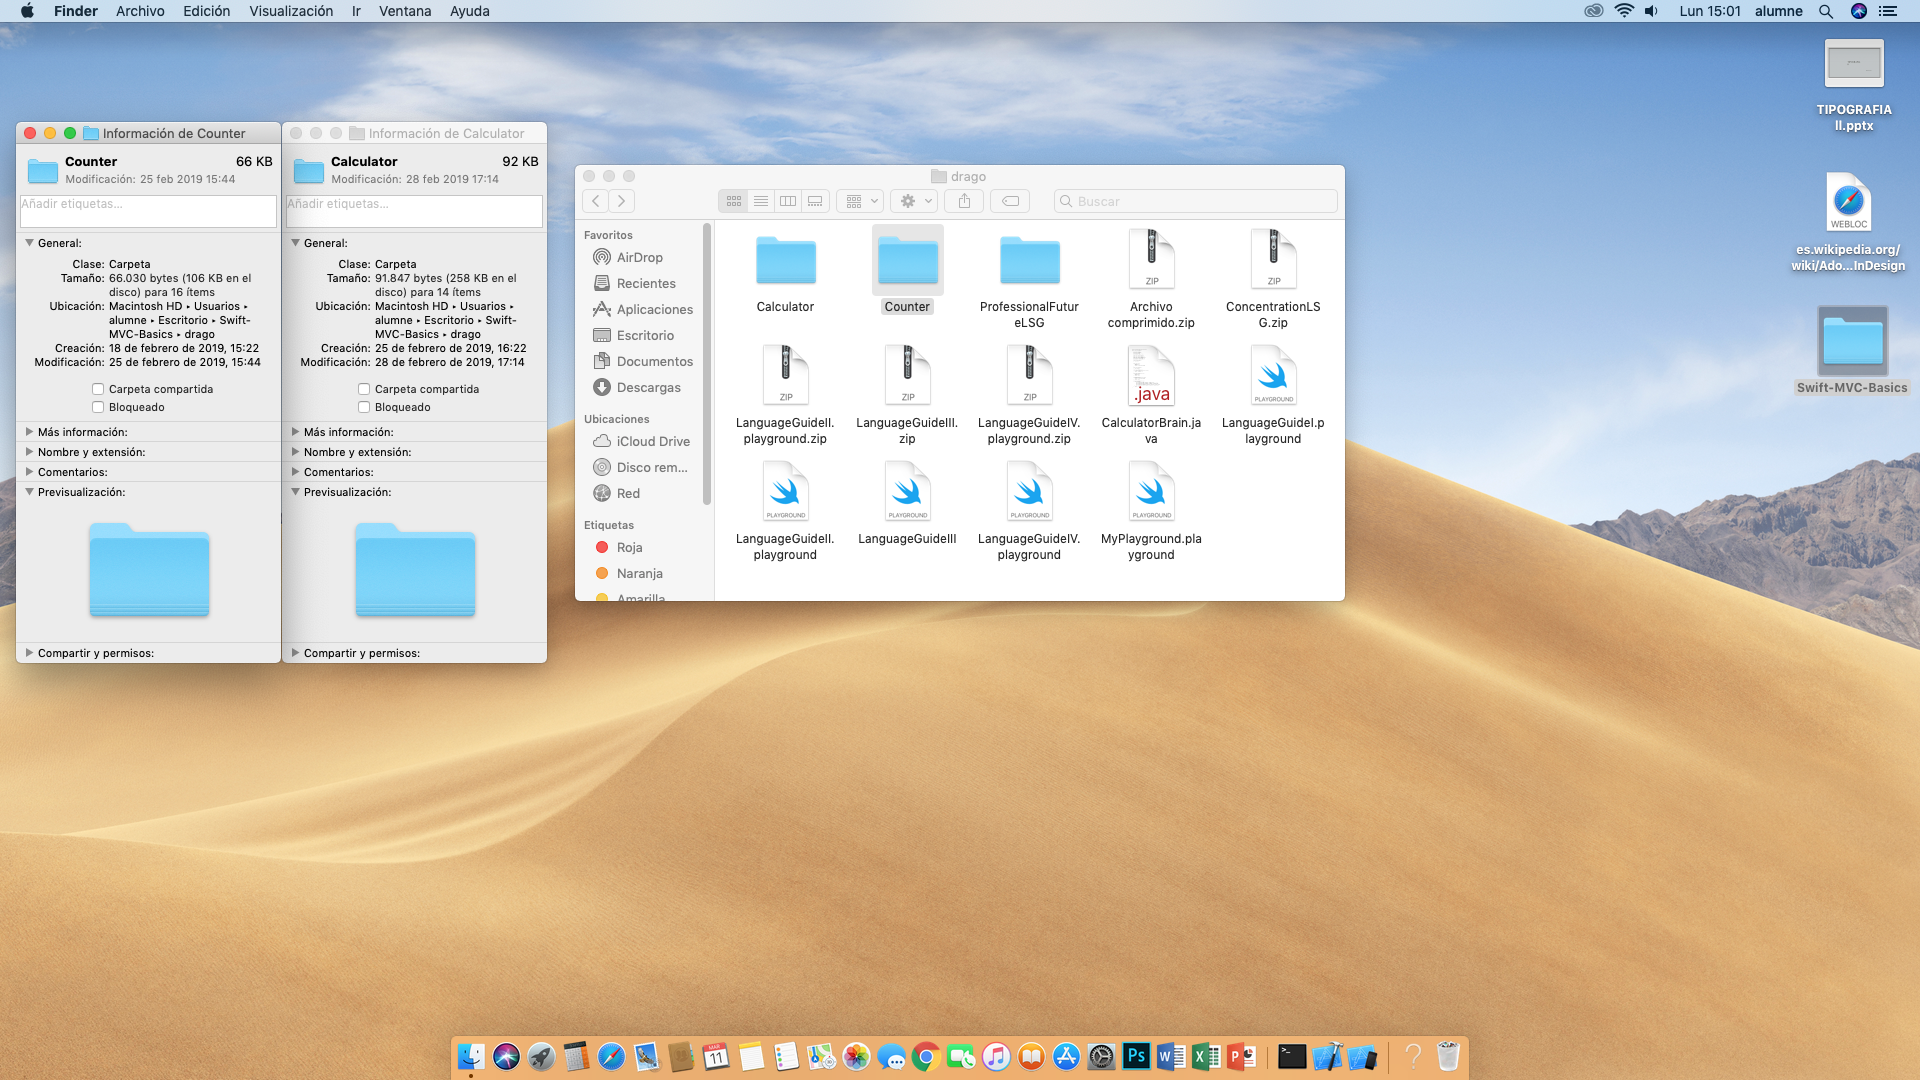 Finder Archivo Edición Visualización Ir Ventana Ayuda
Lun 15:01 alumne
Información de Counter
Counter 66 KB
Modificación: 25 feb 2019 15:44
Añadir etiquetas...
General:
Clase: Carpeta
Tamaño: 66.030 bytes (106 KB en el
disco) para 16 ítems
Ubicación: Macintosh HD ▸ Usuarios ▸
alumne ▸ Escritorio ▸ Swift-
MVC-Basics ▸ drago
Creación: 18 de febrero de 2019, 15:22
Modificación: 25 de febrero de 2019, 15:44
Carpeta compartida
Bloqueado
Más información:
Nombre y extensión:
Comentarios:
Previsualización:
Compartir y permisos:
Información de Calculator
Calculator 92 KB
Modificación: 28 feb 2019 17:14
Añadir etiquetas...
General:
Clase: Carpeta
Tamaño: 91.847 bytes (258 KB en el
disco) para 14 ítems
Ubicación: Macintosh HD ▸ Usuarios ▸
alumne ▸ Escritorio ▸ Swift-
MVC-Basics ▸ drago
Creación: 25 de febrero de 2019, 16:22
Modificación: 28 de febrero de 2019, 17:14
Carpeta compartida
Bloqueado
Más información:
Nombre y extensión:
Comentarios:
Previsualización:
Compartir y permisos:
drago
Buscar
Favoritos
AirDrop
Recientes
Aplicaciones
Escritorio
Documentos
Descargas
Ubicaciones
iCloud Drive
Disco rem...
Red
Etiquetas
Roja
Naranja
Amarilla
ZIP ZIP
Calculator Counter ProfessionalFutur Archivo ConcentrationLS
eLSG comprimido.zip G.zip
ZIP ZIP ZIP .java PLAYGROUND
LanguageGuideII. LanguageGuideIII. LanguageGuideIV. CalculatorBrain.ja LanguageGuideI.p
playground.zip zip playground.zip va layground
PLAYGROUND PLAYGROUND PLAYGROUND PLAYGROUND
LanguageGuideII. LanguageGuideIII LanguageGuideIV. MyPlayground.pla
playground playground yground
TIPOGRAFIA
II.pptx
WEBLOC
es.wikipedia.org/
wiki/Ado...InDesign
Swift-MVC-Basics
MAR
11
Ps W X P